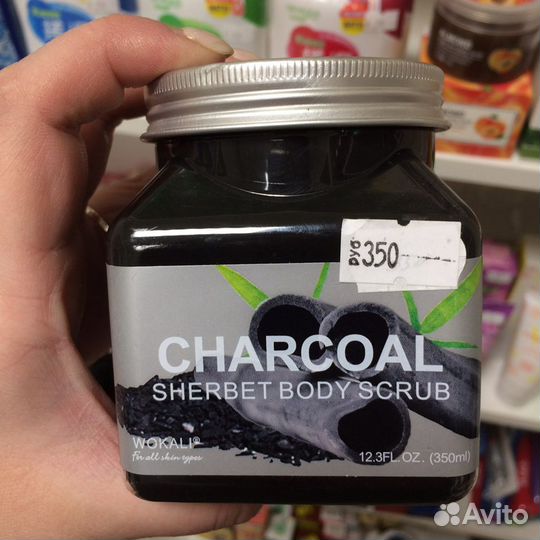 руб 350
CHARCOAL
SHERBET BODY SCRUB
WOKALI®
For all skin types
12.3FL.OZ. (350ml)
Avito